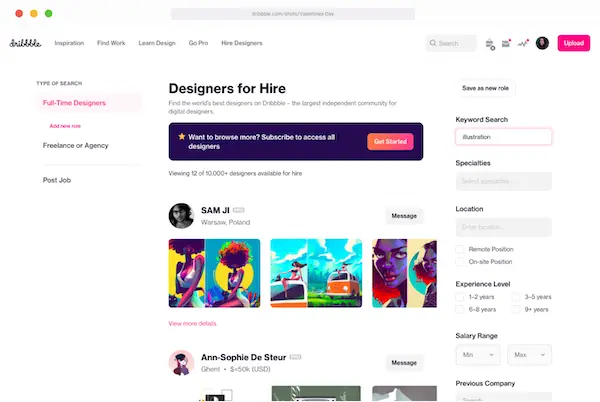 dribbble.com/shots/Valentines-Day
dribbble
Inspiration
Find Work
Learn Design
Go Pro
Hire Designers
Search
Upload
TYPE OF SEARCH
Full-Time Designers
Add new role
Freelance or Agency
Post Job
Designers for Hire
Find the world's best designers on Dribbble – the largest independent community for
digital designers.
Want to browse more? Subscribe to access all
designers
Get Started
Viewing 12 of 10.000+ designers available for hire
SAM JI PRO
Warsaw, Poland
Message
View more details
Ann-Sophie De Steur PRO
Ghent • $=50k (USD)
Message
Save as new role
Keyword Search
illustration
Specialties
Select specialties
Location
Enter location...
Remote Position
On-site Position
Experience Level
1–2 years
3–5 years
6–8 years
9+ years
Salary Range
Min
Max
Previous Company
Search